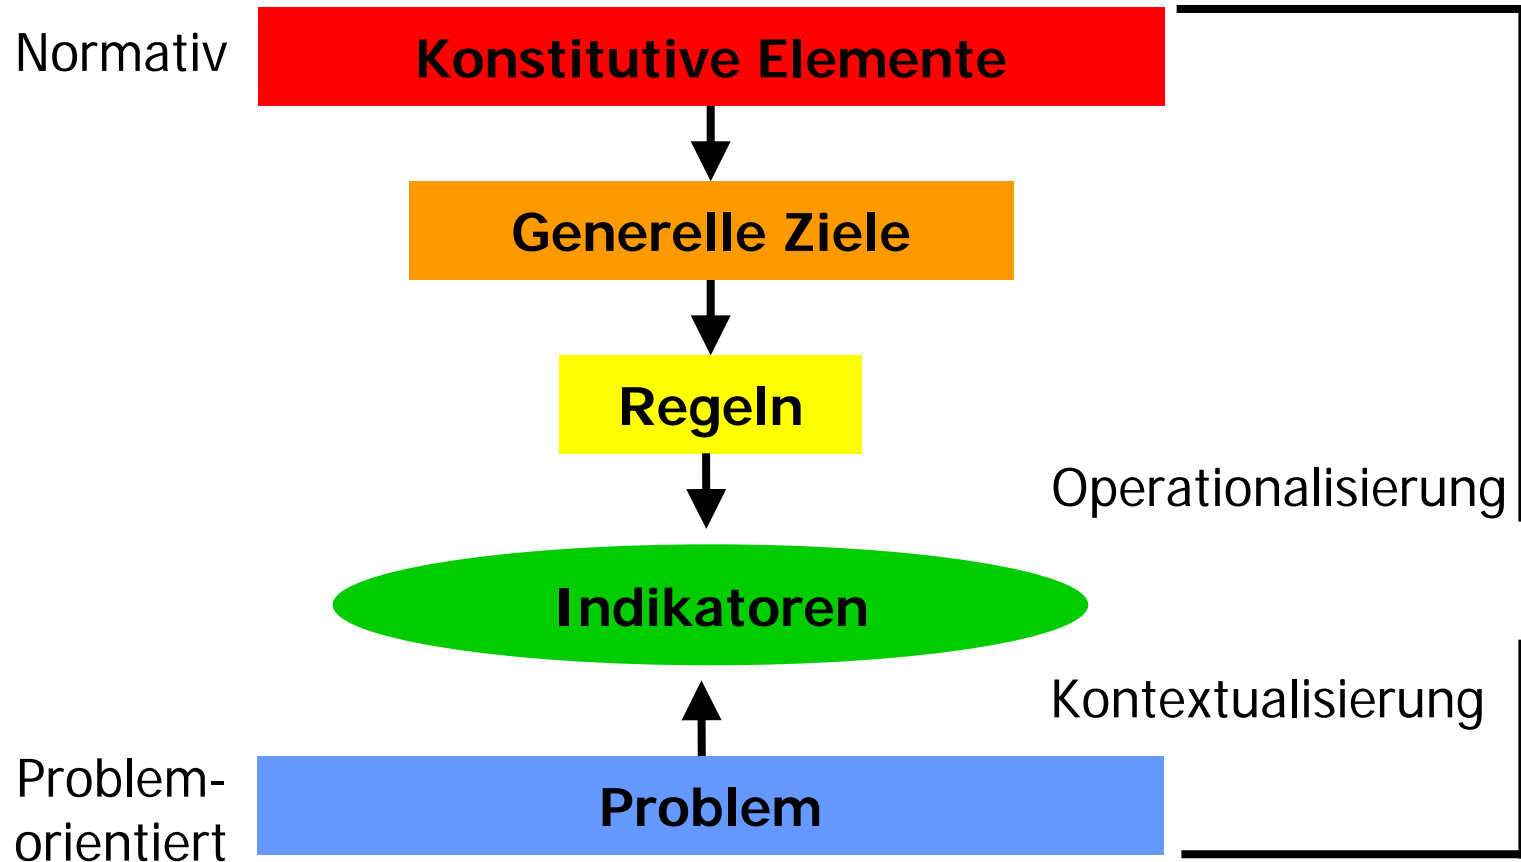 Normativ
Konstitutive Elemente
Generelle Ziele
Regeln
Operationalisierung
Indikatoren
Kontextualisierung
Problem-
orientiert
Problem